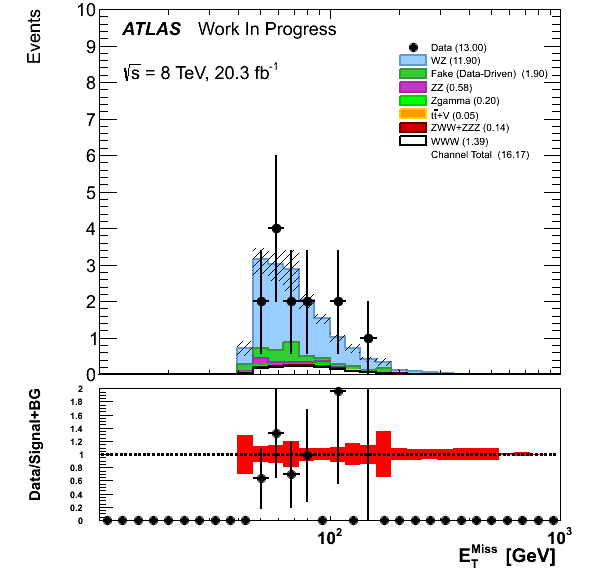 Events
10
9
8
7
6
5
4
3
2
1
0
ATLAS Work In Progress
√s = 8 TeV, 20.3 fb⁻¹
Data (13.00)
WZ (11.90)
Fake (Data-Driven) (1.90)
ZZ (0.58)
Zgamma (0.20)
tt̄+V (0.05)
ZWW+ZZZ (0.14)
WWW (1.39)
Channel Total (16.17)
Data/Signal+BG
2
1.8
1.6
1.4
1.2
1
0.8
0.6
0.4
0.2
0
10² 10³
E_T^Miss [GeV]